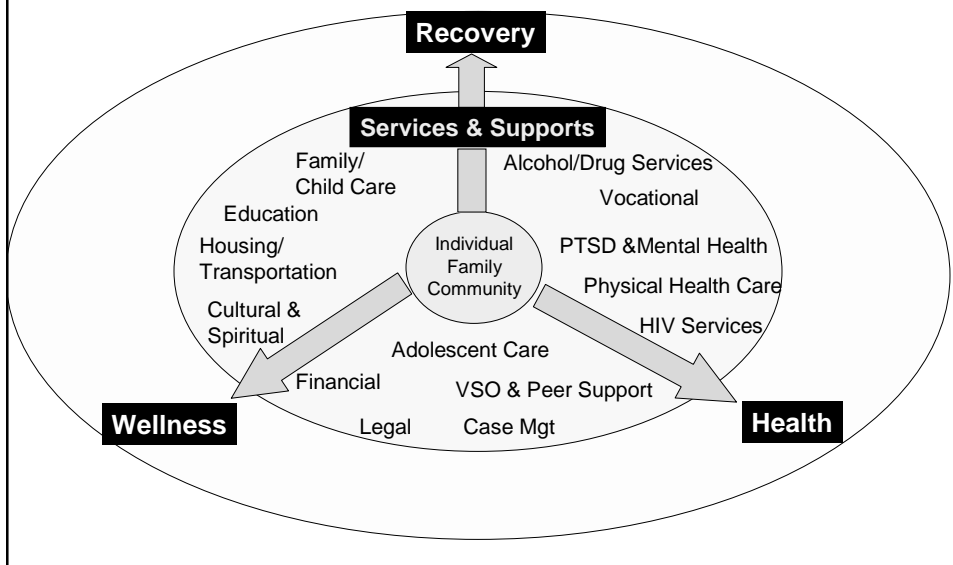 Recovery
Services & Supports
Family/
Child Care
Alcohol/Drug Services
Vocational
Education
Housing/
Transportation
Individual
Family
Community
PTSD &Mental Health
Physical Health Care
Cultural &
Spiritual
HIV Services
Adolescent Care
Financial
VSO & Peer Support
Legal
Case Mgt
Wellness
Health